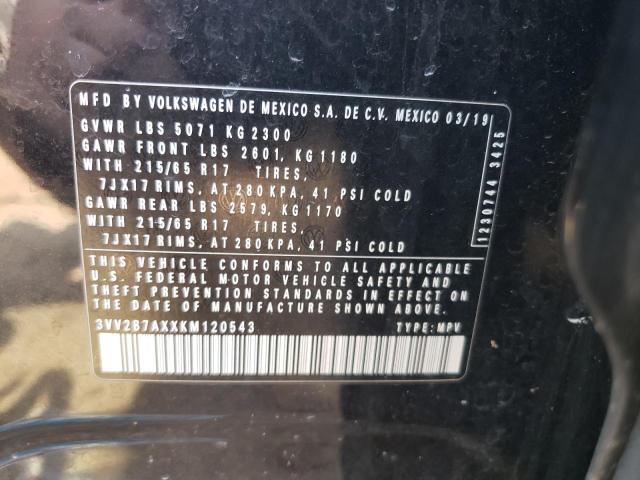 MFD BY VOLKSWAGEN DE MEXICO S.A. DE C.V. MEXICO 03/19
GVWR LBS 5071 KG 2300
GAWR FRONT LBS 2601, KG 1180
WITH 215/65 R17 TIRES,
7JX17 RIMS, AT 280 KPA, 41 PSI COLD
GAWR REAR LBS 2579, KG 1170
WITH 215/65 R17 TIRES,
7JX17 RIMS, AT 280 KPA, 41 PSI COLD
1230744 3425
THIS VEHICLE CONFORMS TO ALL APPLICABLE
U.S. FEDERAL MOTOR VEHICLE SAFETY AND
THEFT PREVENTION STANDARDS IN EFFECT ON
THE DATE OF MANUFACTURE SHOWN ABOVE.
3VV2B7AXXKM120543 TYPE: MPV